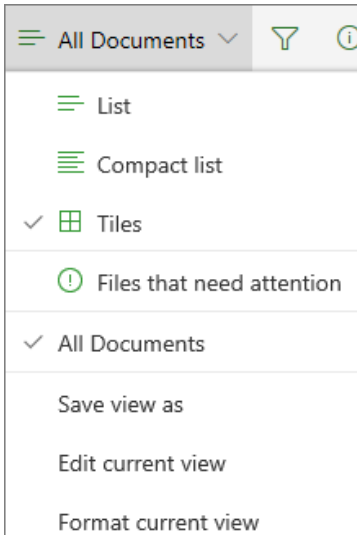 All Documents
List
Compact list
Tiles
Files that need attention
All Documents
Save view as
Edit current view
Format current view